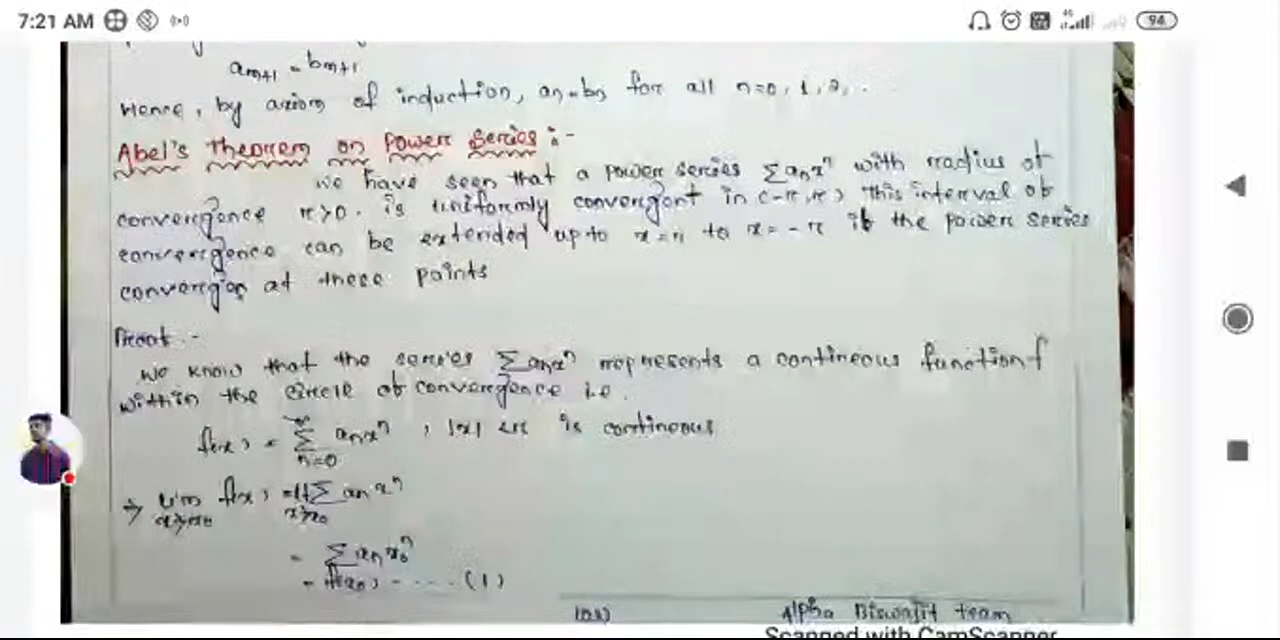 7:21 AM
4G
94
am+1 = bm+1
Hence, by axiom of induction, an=bn for all n=0, 1, 2, ...
Abel's Theorem on Power Series :-
we have seen that a power series Σanxⁿ with radius of
convergence r>0. is uniformly convergent in (-r, r) this interval of
convergence can be extended upto x=r to x=-r if the power series
converges at these points
Proof :-
We know that the series Σanxⁿ represents a continuous function f
within the circle of convergence i.e.
f(x) = Σ anxⁿ, |x| < r is continuous
n=0
⇒ lim f(x) = lt Σ an xⁿ
x→x0 x→x0
= Σ an x0ⁿ
= f(x0) - .... (1)
Alpha Biswajit team
Scanned with CamScanner